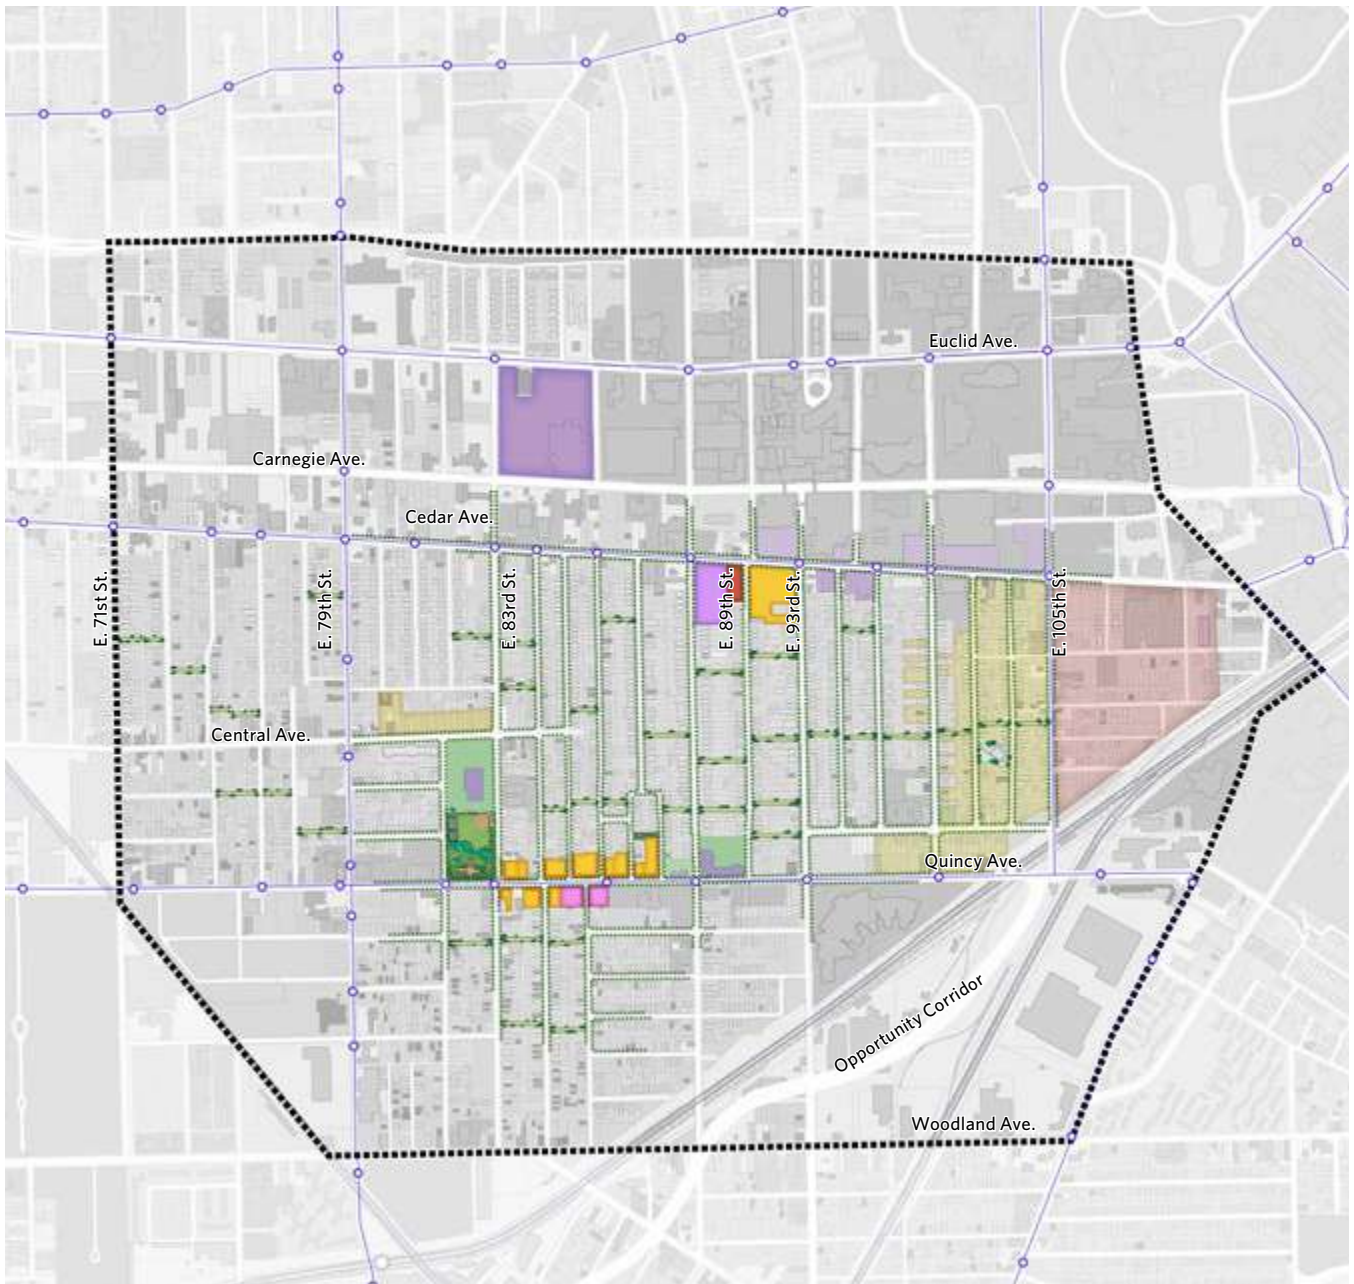 Euclid Ave.
Carnegie Ave.
Cedar Ave.
E. 71st St.
E. 79th St.
E. 83rd St.
E. 89th St.
E. 93rd St.
E. 105th St.
Central Ave.
Quincy Ave.
Opportunity Corridor
Woodland Ave.